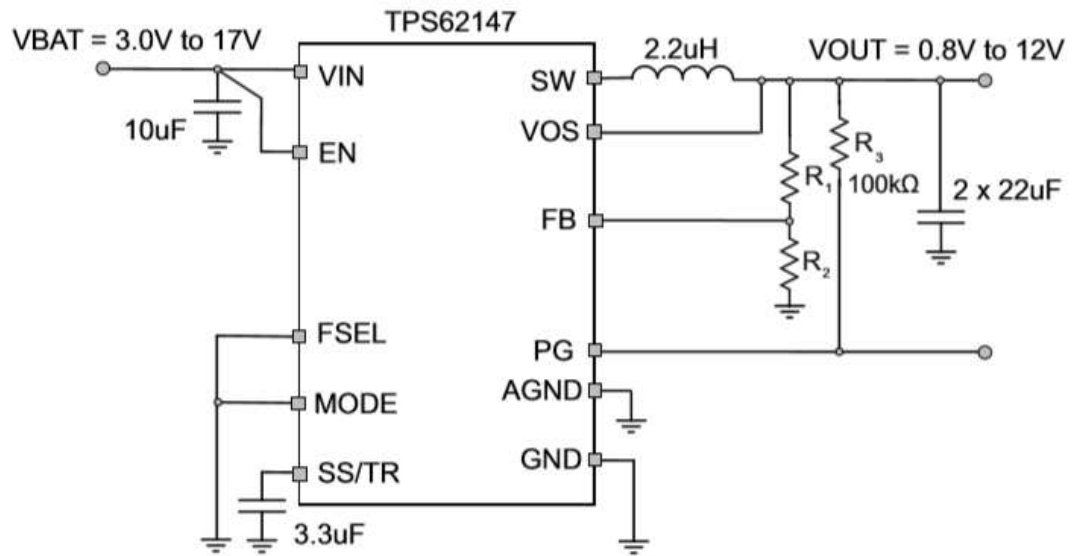 TPS62147
VBAT = 3.0V to 17V
2.2uH
VOUT = 0.8V to 12V
VIN
SW
10uF
VOS
EN
R3
R1
100kΩ
2 x 22uF
FB
R2
FSEL
PG
MODE
AGND
SS/TR
GND
3.3uF